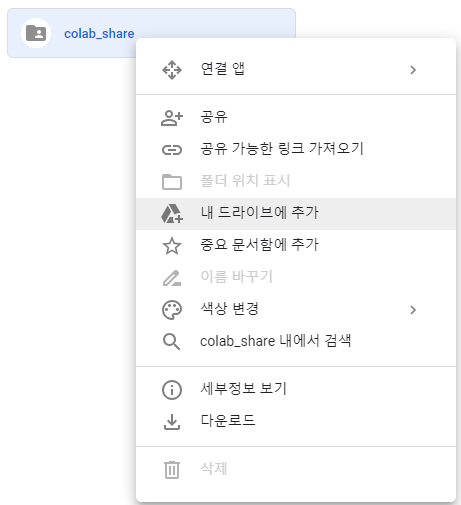 colab_share
연결 앱
공유
공유 가능한 링크 가져오기
폴더 위치 표시
내 드라이브에 추가
중요 문서함에 추가
이름 바꾸기
색상 변경
colab_share 내에서 검색
세부정보 보기
다운로드
삭제